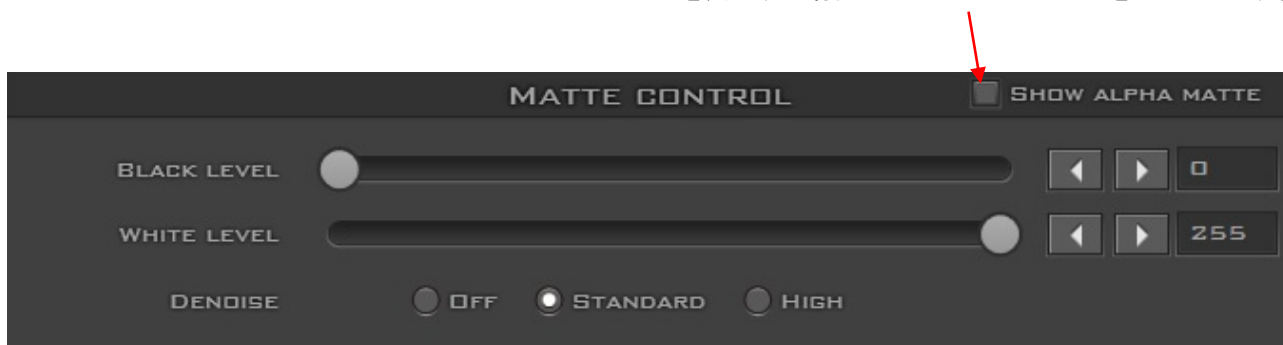 MATTE CONTROL SHOW ALPHA MATTE
BLACK LEVEL 0
WHITE LEVEL 255
DENOISE OFF STANDARD HIGH